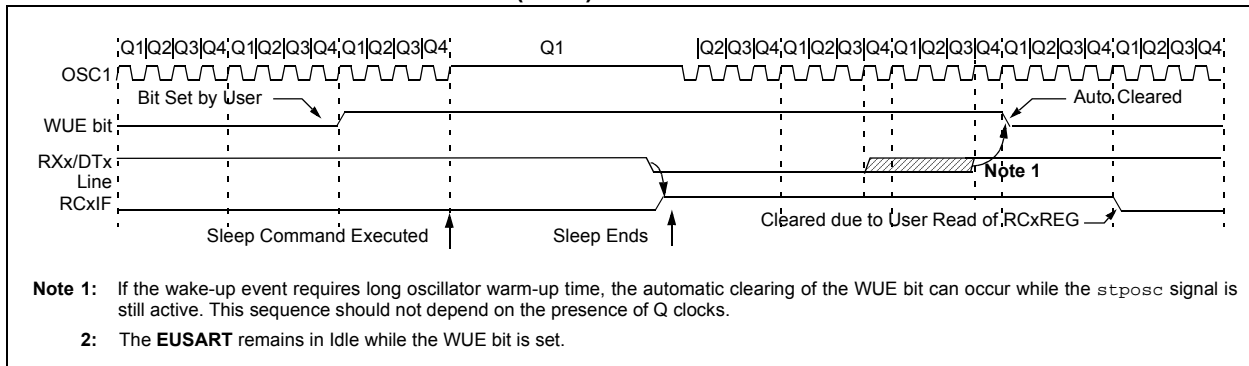 Q1|Q2|Q3|Q4 Q1|Q2|Q3|Q4 Q1|Q2|Q3|Q4 Q1 |Q2|Q3|Q4 Q1|Q2|Q3|Q4 Q1|Q2|Q3|Q4 Q1|Q2|Q3|Q4 Q1|Q2|Q3|Q4
OSC1
Bit Set by User
Auto Cleared
WUE bit
RXx/DTx
Line
Note 1
RCxIF
Cleared due to User Read of RCxREG
Sleep Command Executed
Sleep Ends
Note 1: If the wake-up event requires long oscillator warm-up time, the automatic clearing of the WUE bit can occur while the stposc signal is
still active. This sequence should not depend on the presence of Q clocks.
2: The EUSART remains in Idle while the WUE bit is set.